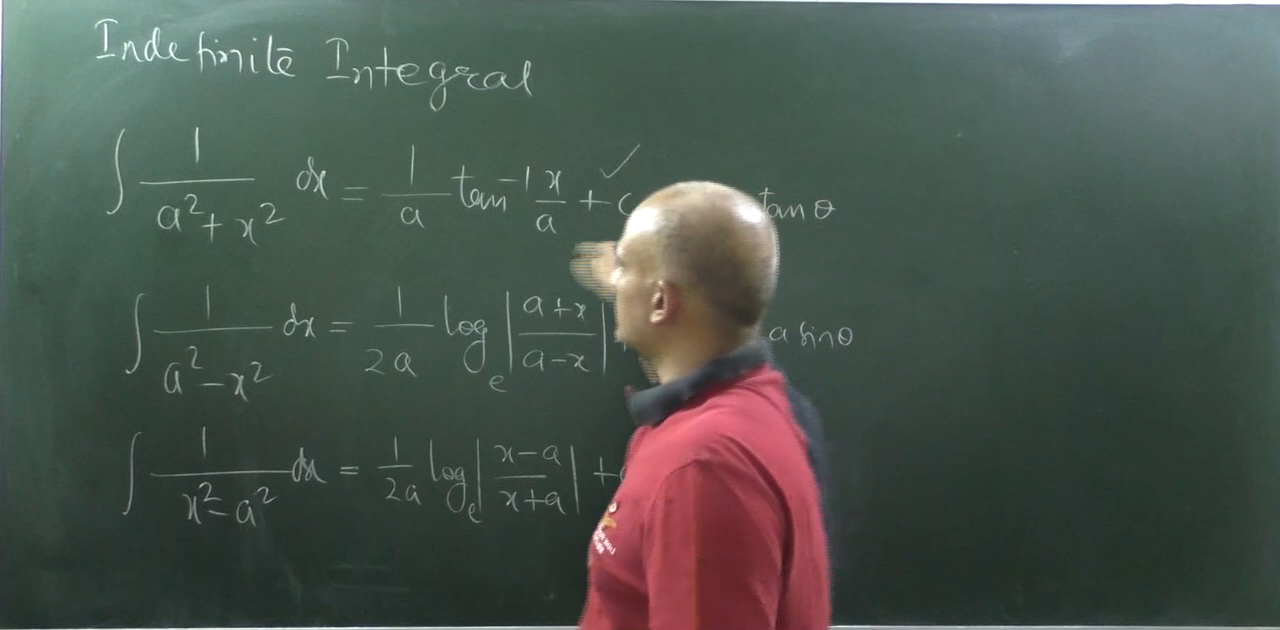 Indefinite Integral
∫ 1/(a²+x²) dx = 1/a tan⁻¹ x/a + c ✓ tan θ
∫ 1/(a²-x²) dx = 1/2a logₑ |(a+x)/(a-x)| a sinθ
∫ 1/(x²-a²) dx = 1/2a logₑ |(x-a)/(x+a)| +